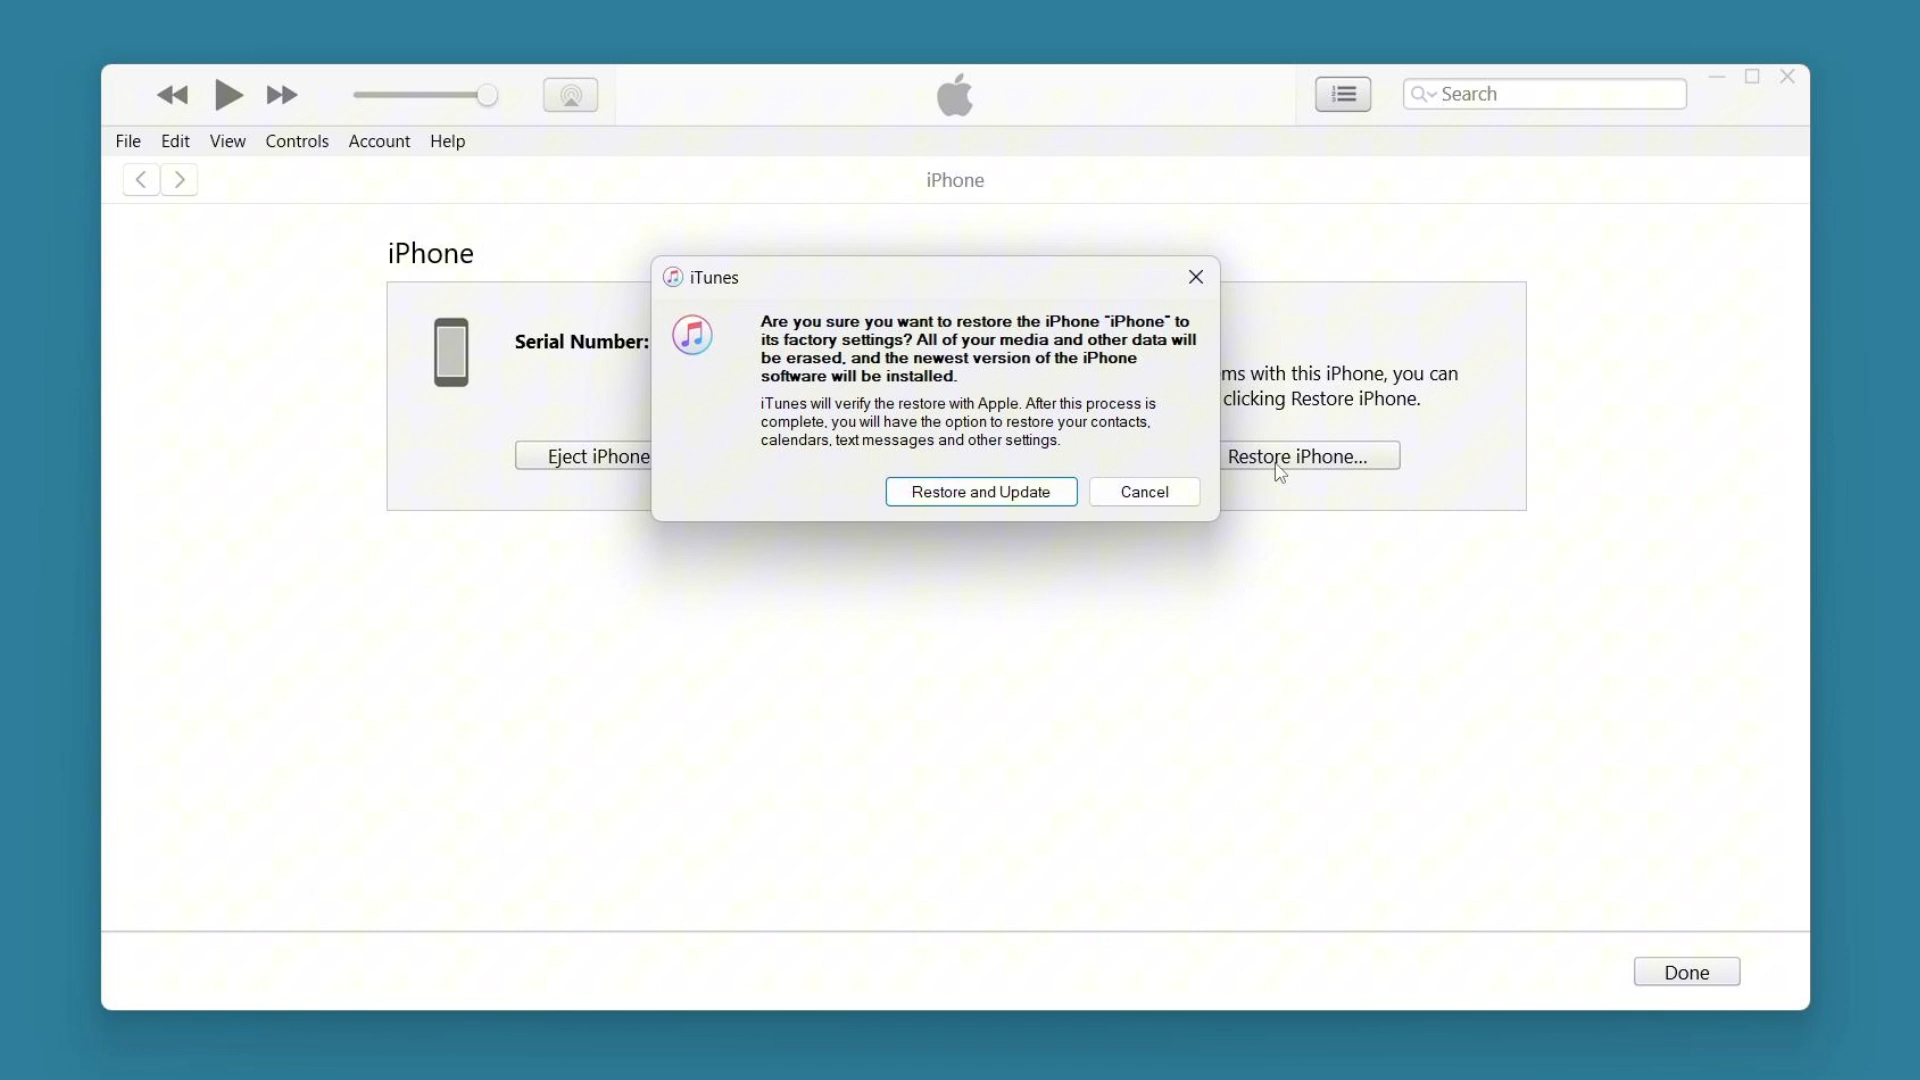 Search
File Edit View Controls Account Help
iPhone
iPhone
iTunes
Are you sure you want to restore the iPhone "iPhone" to
its factory settings? All of your media and other data will
be erased, and the newest version of the iPhone
software will be installed.
iTunes will verify the restore with Apple. After this process is
complete, you will have the option to restore your contacts,
calendars, text messages and other settings.
Restore and Update Cancel
Serial Number:
Eject iPhone
ms with this iPhone, you can
clicking Restore iPhone.
Restore iPhone...
Done